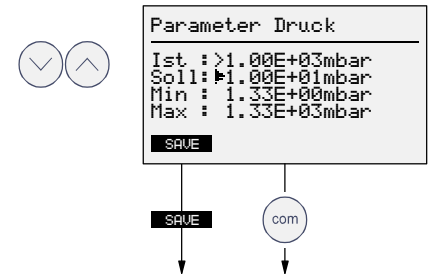 Parameter Druck
Ist :>1.00E+03mbar
Soll:▶1.00E+01mbar
Min : 1.33E+00mbar
Max : 1.33E+03mbar
SAVE
SAVE
com